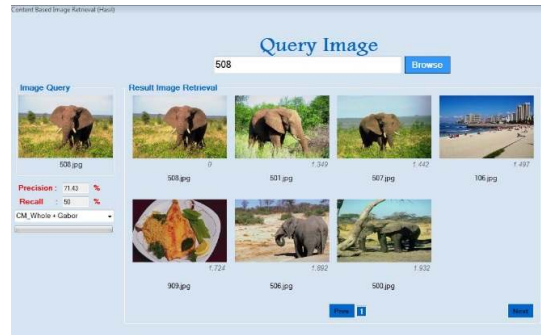 Content Based Image Retrieval (Hasil)
Query Image
508
Browse
Image Query
Result Image Retrieval
508.jpg
0
1,349
1,442
1,497
508.jpg
501.jpg
507.jpg
106.jpg
Precision : 71,43 %
Recall : 50 %
CM_Whole + Gabor
1,724
1,892
1,932
909.jpg
506.jpg
500.jpg
Prev
1
Next